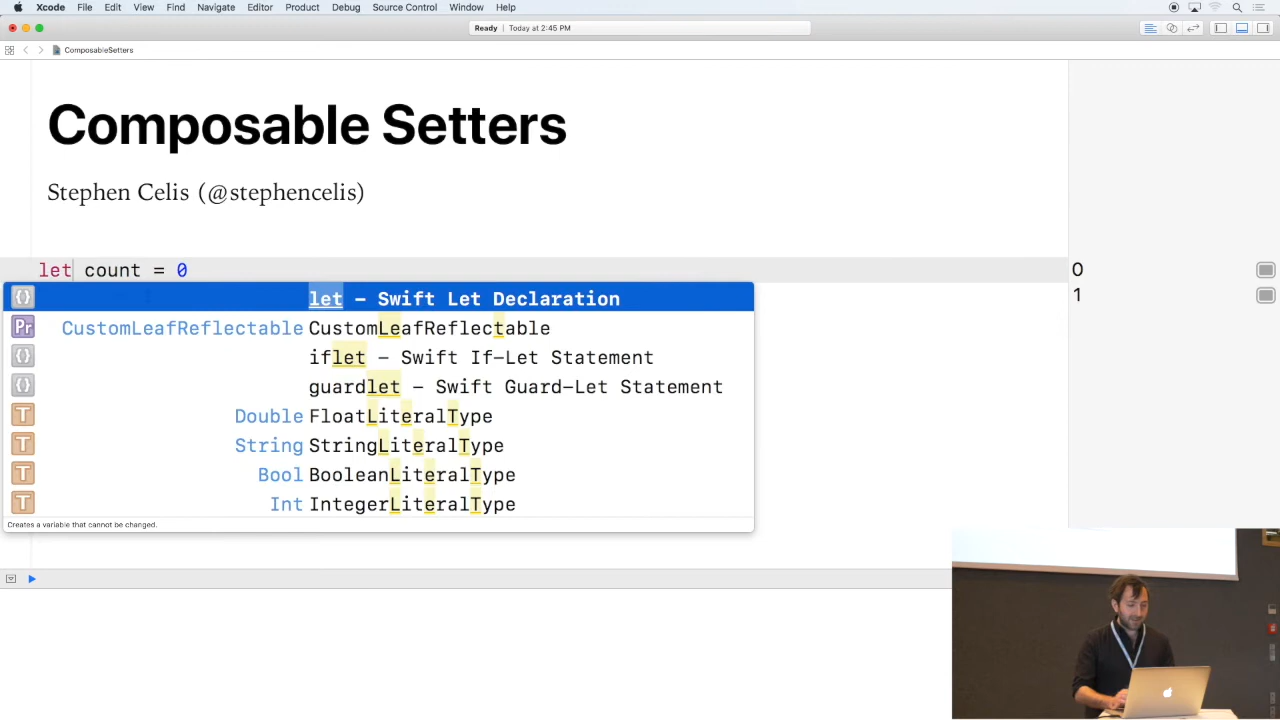 Xcode File Edit View Find Navigate Editor Product Debug Source Control Window Help
Ready | Today at 2:45 PM
ComposableSetters
Composable Setters
Stephen Celis (@stephencelis)
let count = 0
0
{} let – Swift Let Declaration
1
Pr CustomLeafReflectable CustomLeafReflectable
{} iflet – Swift If-Let Statement
{} guardlet – Swift Guard-Let Statement
T Double FloatLiteralType
T String StringLiteralType
T Bool BooleanLiteralType
T Int IntegerLiteralType
Creates a variable that cannot be changed.